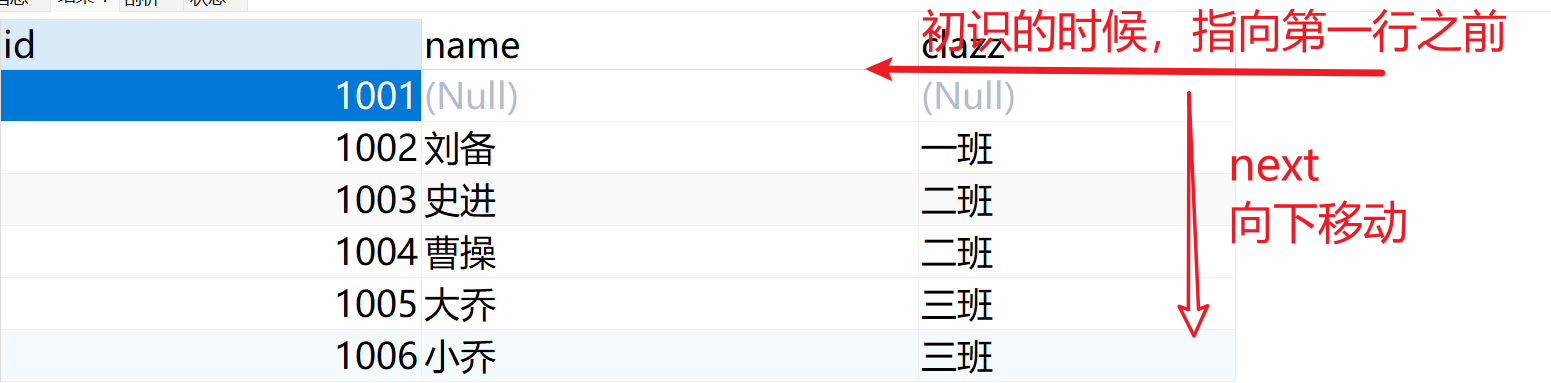 初识的时候，指向第一行之前
id name clazz
1001 (Null) (Null)
1002 刘备 一班
1003 史进 二班
1004 曹操 二班
1005 大乔 三班
1006 小乔 三班
next
向下移动